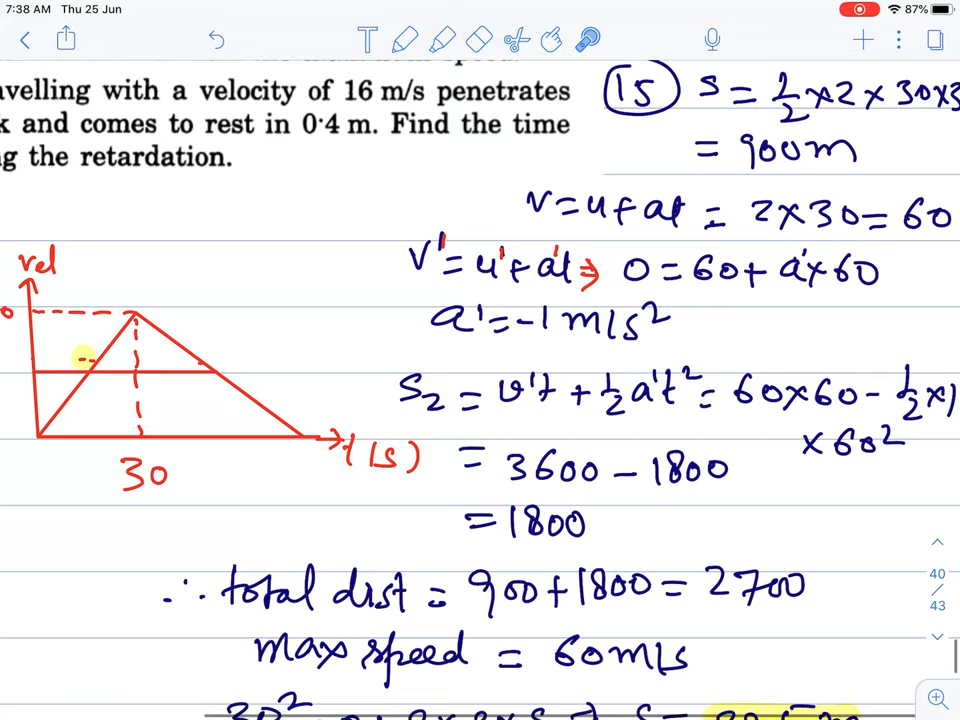 7:38 AM Thu 25 Jun 87%
avelling with a velocity of 16 m/s penetrates
k and comes to rest in 0·4 m. Find the time
ng the retardation.
15 S = 1/2 × 2 × 30 × 3
= 900m
v = u + at = 2 × 30 = 60
v' = u' + a't ⇒ 0 = 60 + a' × 60
a' = -1 m/s²
S₂ = v't + 1/2 a't² = 60 × 60 - 1/2 × 1
× 60²
= 3600 - 1800
= 1800
∴ total dist = 900 + 1800 = 2700
max speed = 60 m/s
vel
0
30
t(s)
40
/
43